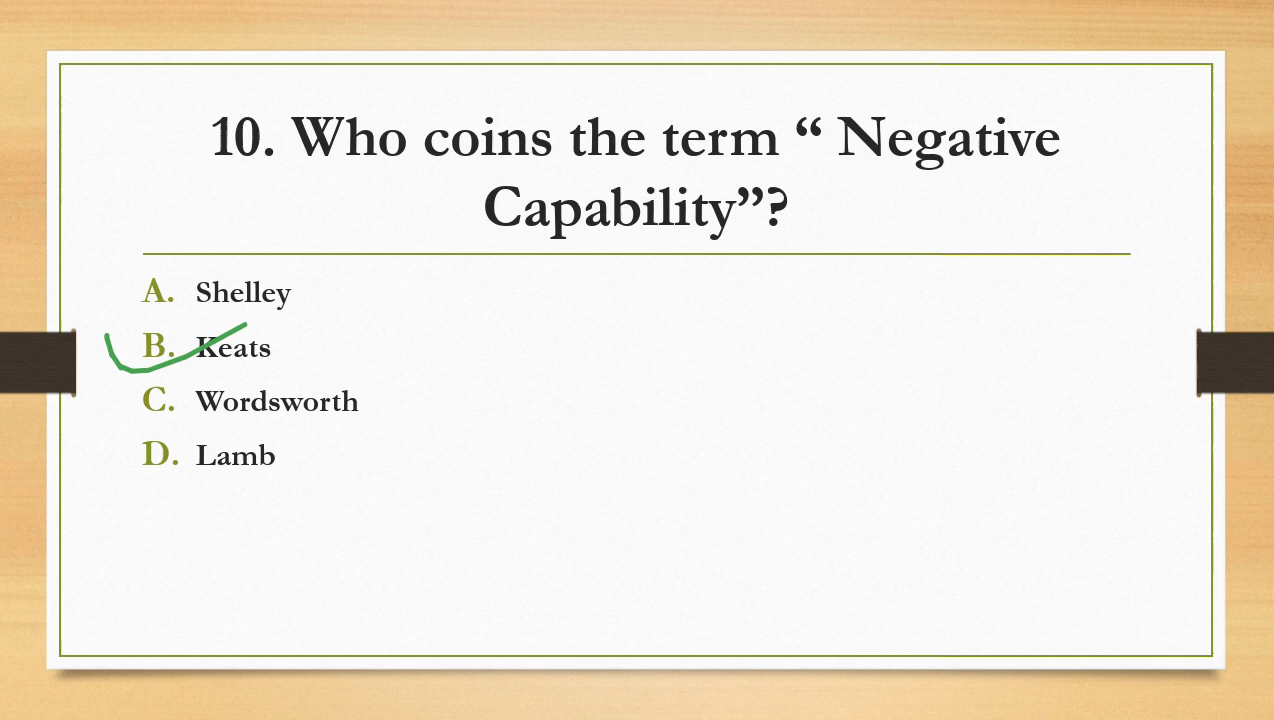 10. Who coins the term “ Negative
Capability”?
A. Shelley
B. Keats
C. Wordsworth
D. Lamb